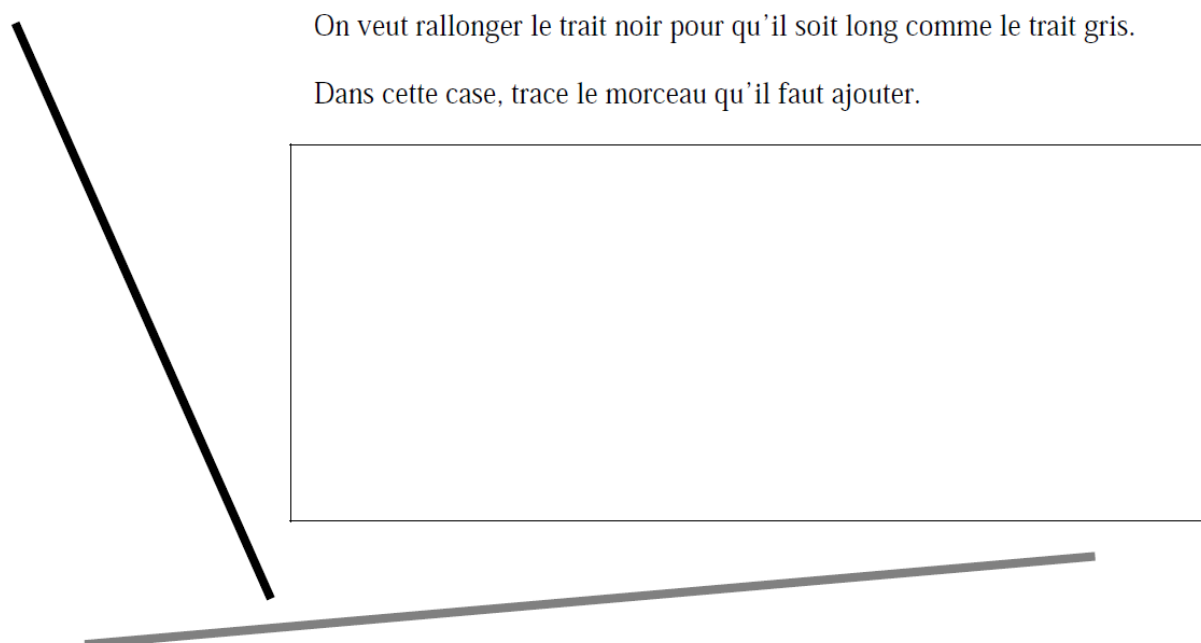 On veut rallonger le trait noir pour qu’il soit long comme le trait gris.
Dans cette case, trace le morceau qu’il faut ajouter.